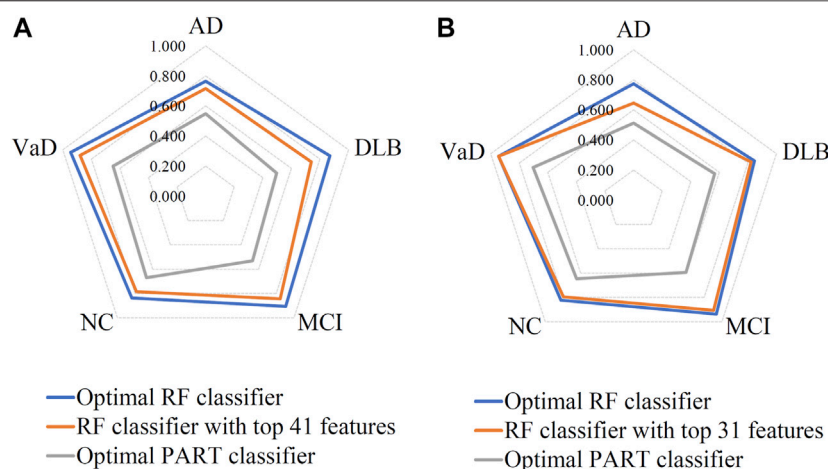 A
AD
1.000
0.800
0.600
0.400
0.200
0.000
VaD
DLB
NC
MCI
Optimal RF classifier
RF classifier with top 41 features
Optimal PART classifier
B
AD
1.000
0.800
0.600
0.400
0.200
0.000
VaD
DLB
NC
MCI
Optimal RF classifier
RF classifier with top 31 features
Optimal PART classifier